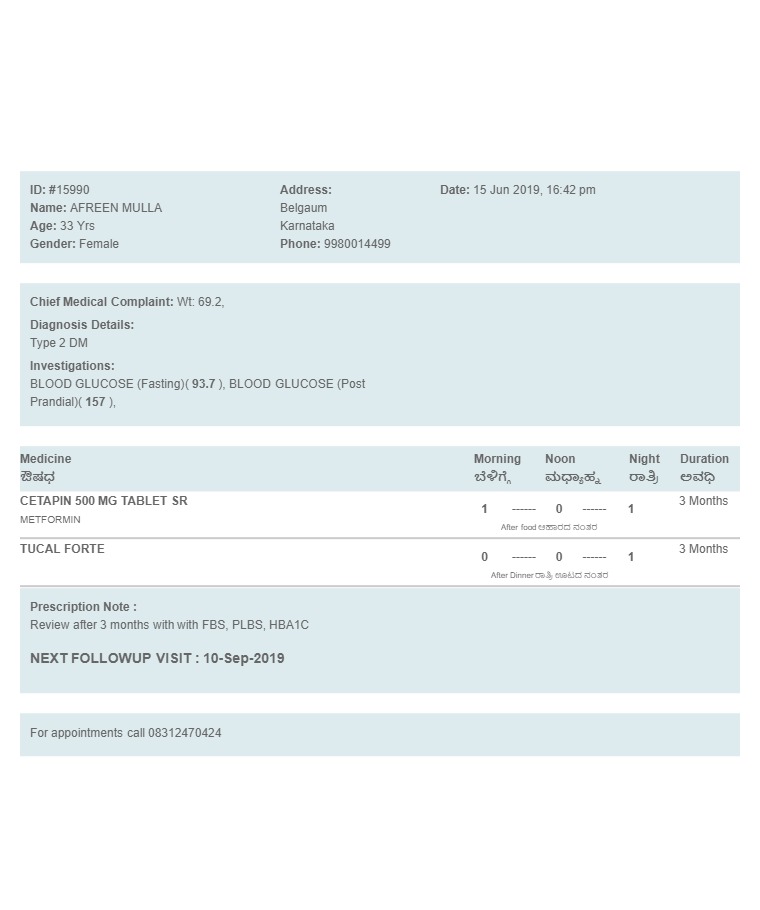 ID: #15990
Name: AFREEN MULLA
Age: 33 Yrs
Gender: Female
Address:
Belgaum
Karnataka
Phone: 9980014499
Date: 15 Jun 2019, 16:42 pm
Chief Medical Complaint: Wt: 69.2,
Diagnosis Details:
Type 2 DM
Investigations:
BLOOD GLUCOSE (Fasting)( 93.7 ), BLOOD GLUCOSE (Post
Prandial)( 157 ),
Medicine Morning Noon Night Duration
ಔಷಧ ಬೆಳಿಗ್ಗೆ ಮಧ್ಯಾಹ್ನ ರಾತ್ರಿ ಅವಧಿ
CETAPIN 500 MG TABLET SR 1 ------ 0 ------ 1 3 Months
METFORMIN
After food ಆಹಾರದ ನಂತರ
TUCAL FORTE 0 ------ 0 ------ 1 3 Months
After Dinner ರಾತ್ರಿ ಊಟದ ನಂತರ
Prescription Note :
Review after 3 months with with FBS, PLBS, HBA1C
NEXT FOLLOWUP VISIT : 10-Sep-2019
For appointments call 08312470424